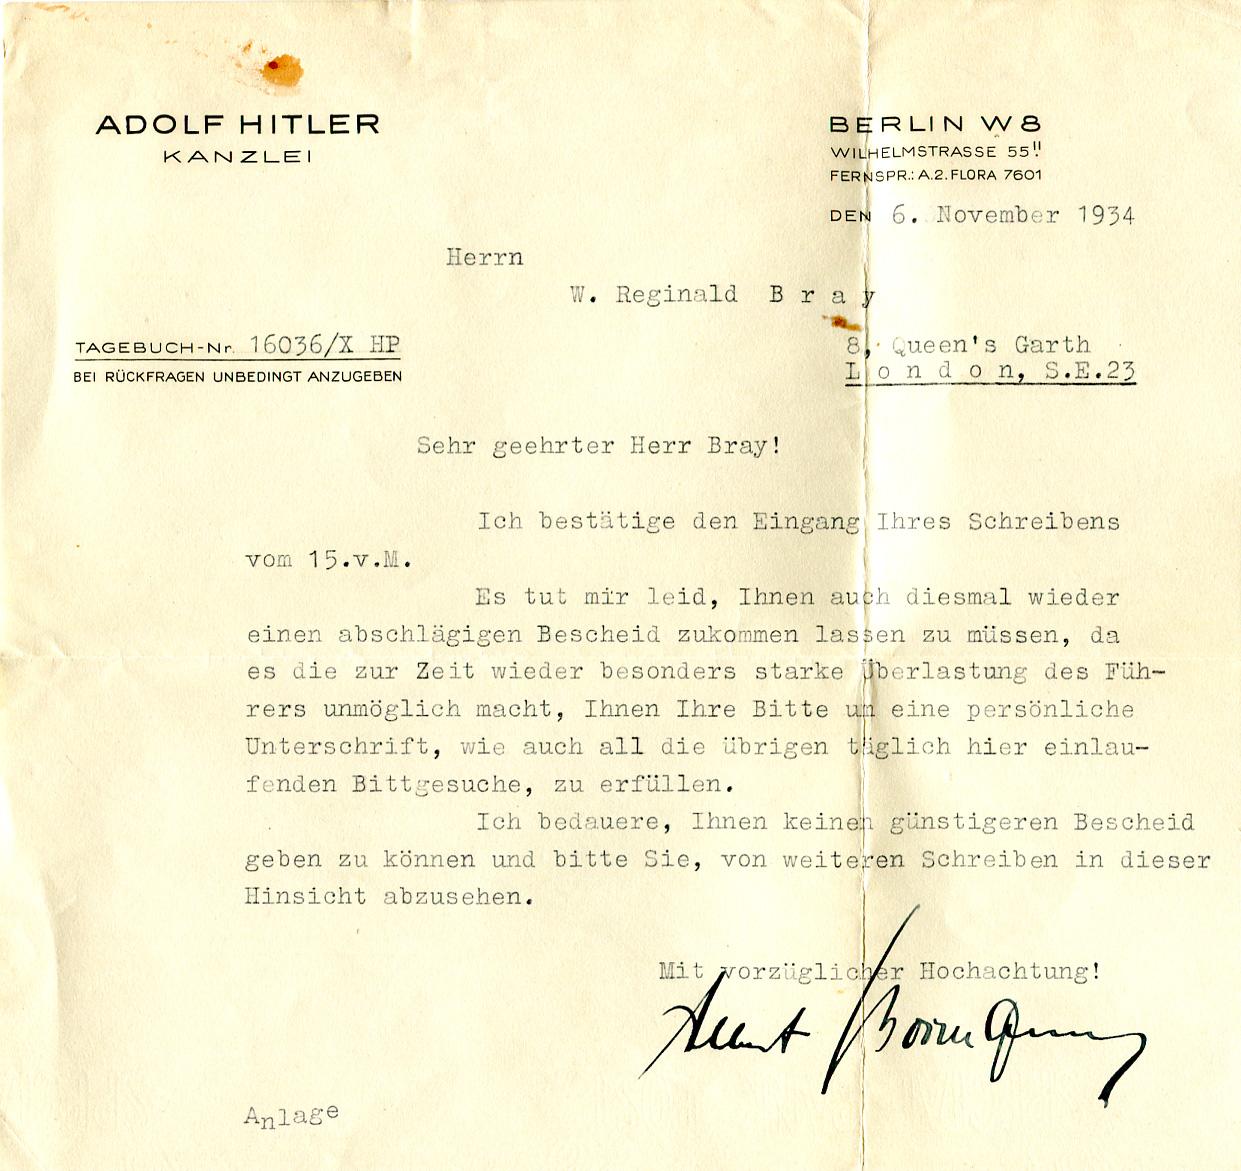 ADOLF HITLER
KANZLEI
BERLIN W8
WILHELMSTRASSE 55 II
FERNSPR.: A.2. FLORA 7601
DEN 6. November 1934
Herrn
W. Reginald B r a y
TAGEBUCH-Nr. 16036/X HP
BEI RÜCKFRAGEN UNBEDINGT ANZUGEBEN
8, Queen's Garth
L o n d o n, S.E.23
Sehr geehrter Herr Bray!
Ich bestätige den Eingang Ihres Schreibens
vom 15.v.M.
Es tut mir leid, Ihnen auch diesmal wieder
einen abschlägigen Bescheid zukommen lassen zu müssen, da
es die zur Zeit wieder besonders starke Überlastung des Füh-
rers unmöglich macht, Ihnen Ihre Bitte um eine persönliche
Unterschrift, wie auch all die übrigen täglich hier einlau-
fenden Bittgesuche, zu erfüllen.
Ich bedauere, Ihnen keinen günstigeren Bescheid
geben zu können und bitte Sie, von weiteren Schreiben in dieser
Hinsicht abzusehen.
Mit vorzüglicher Hochachtung!
Albert Bormann
Anlage